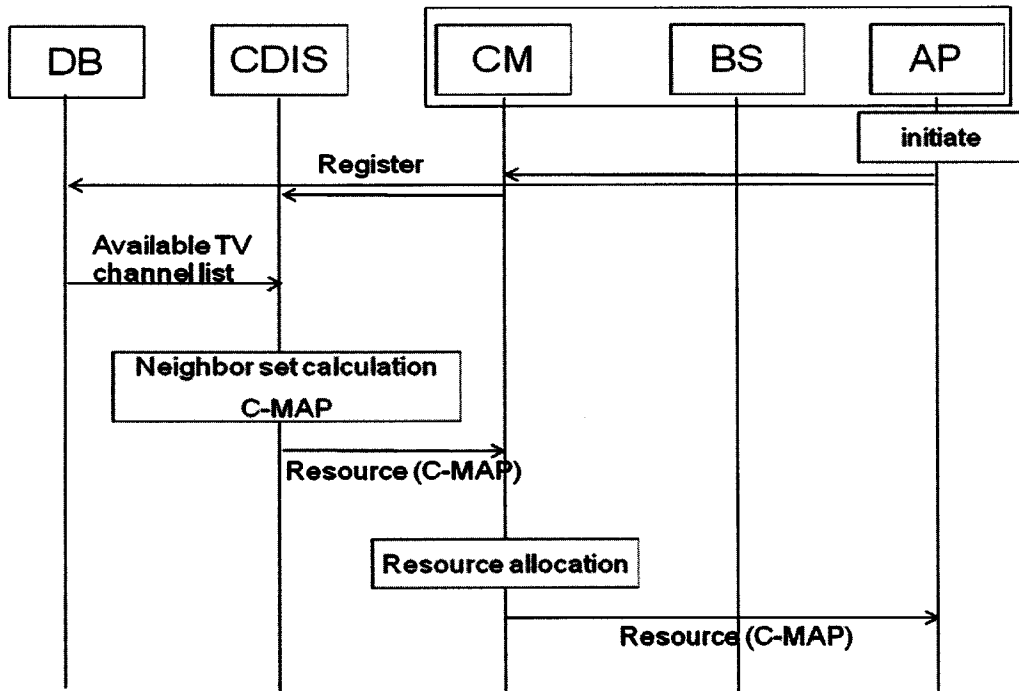 DB
CDIS
CM
BS
AP
initiate
Register
Available TV
channel list
Neighbor set calculation
C-MAP
Resource (C-MAP)
Resource allocation
Resource (C-MAP)